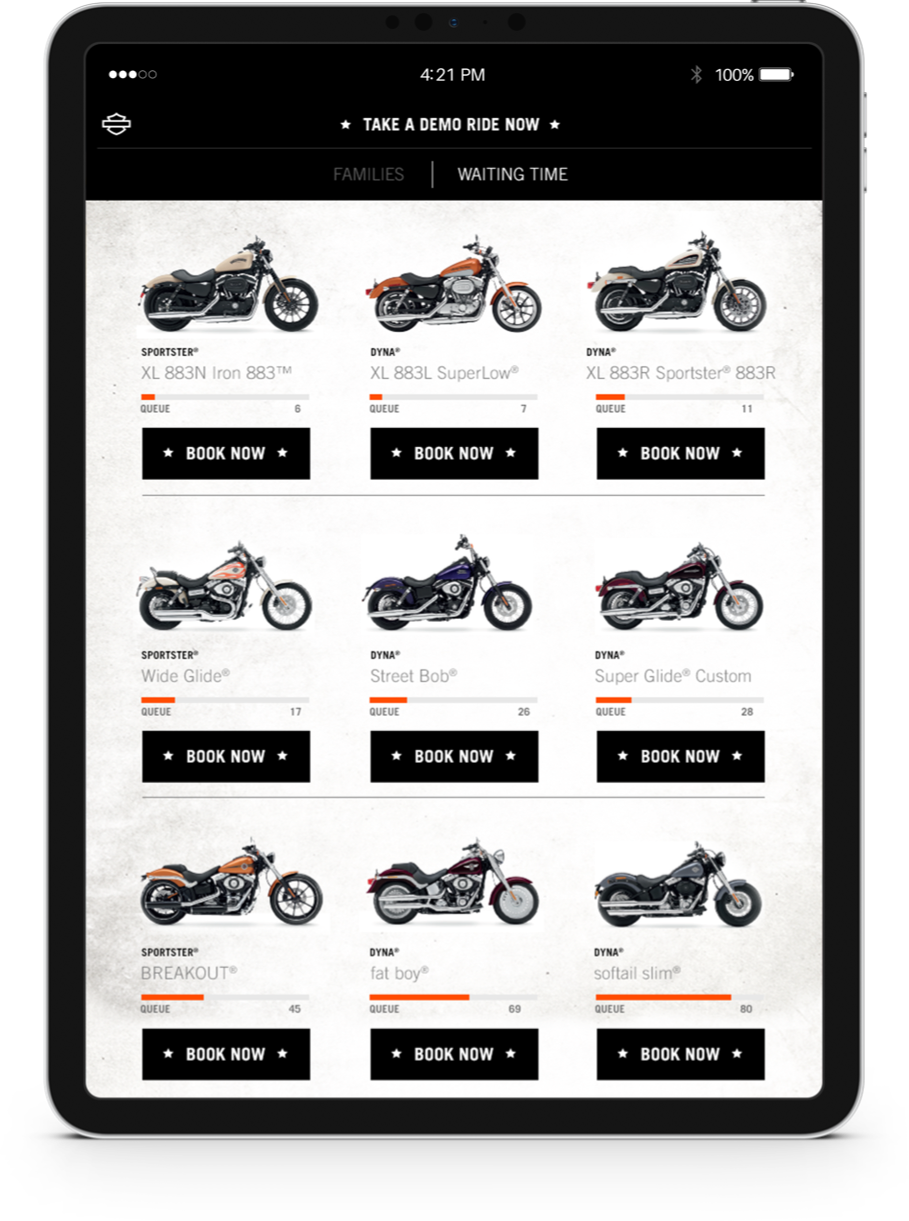 4:21 PM 100%
★ TAKE A DEMO RIDE NOW ★
FAMILIES | WAITING TIME
SPORTSTER® DYNA® DYNA®
XL 883N Iron 883™ XL 883L SuperLow® XL 883R Sportster® 883R
QUEUE 6 QUEUE 7 QUEUE 11
★ BOOK NOW ★ ★ BOOK NOW ★ ★ BOOK NOW ★
SPORTSTER® DYNA® DYNA®
Wide Glide® Street Bob® Super Glide® Custom
QUEUE 17 QUEUE 26 QUEUE 28
★ BOOK NOW ★ ★ BOOK NOW ★ ★ BOOK NOW ★
SPORTSTER® DYNA® DYNA®
BREAKOUT® fat boy® softail slim®
QUEUE 45 QUEUE 69 QUEUE 80
★ BOOK NOW ★ ★ BOOK NOW ★ ★ BOOK NOW ★